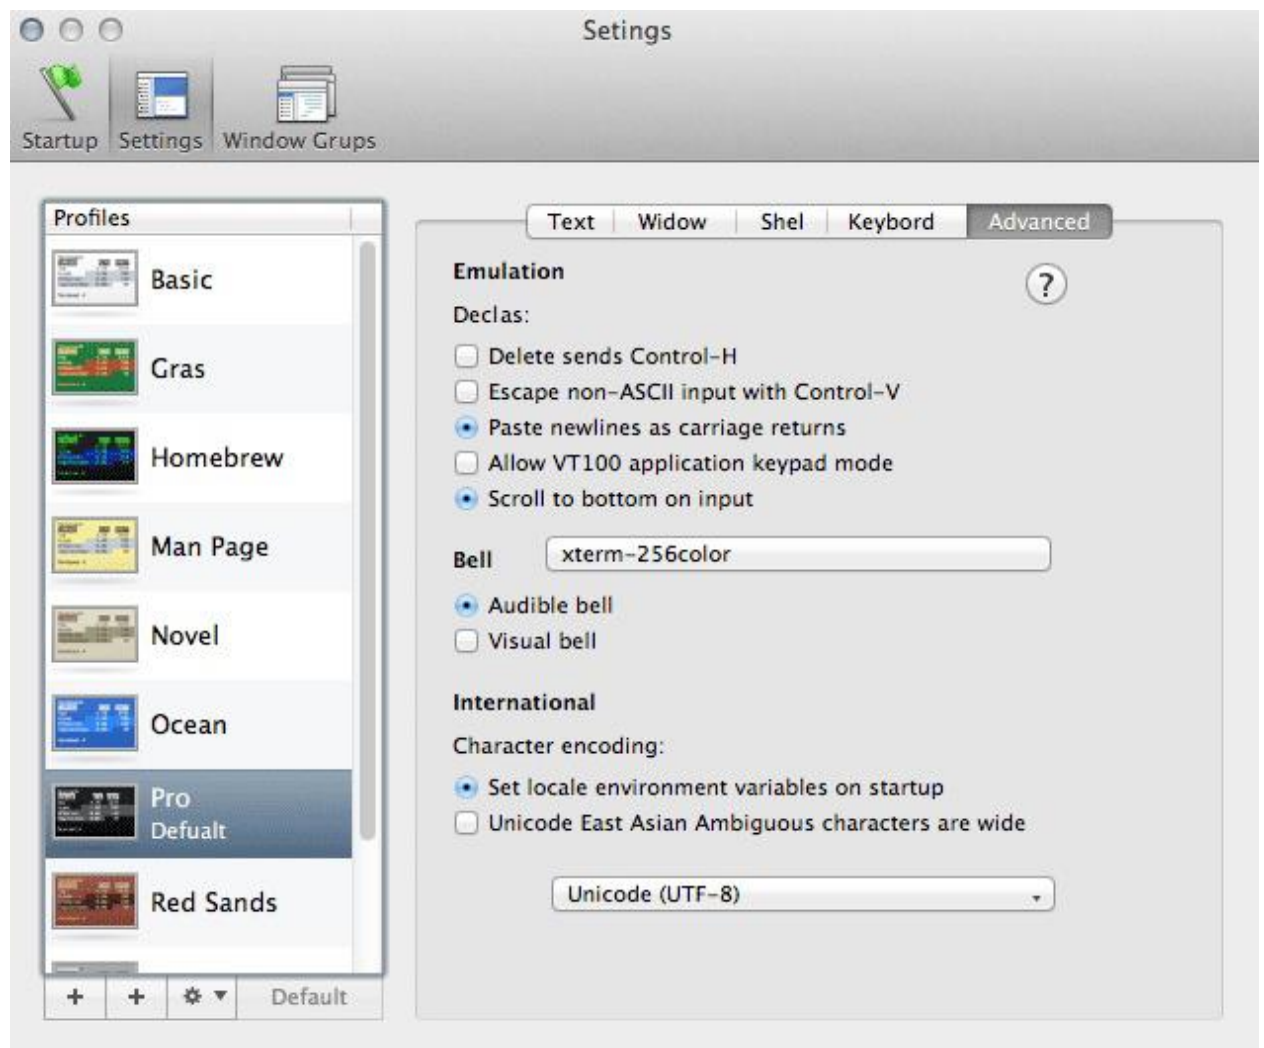 Setings
Startup Settings Window Grups
Profiles
Basic
Gras
Homebrew
Man Page
Novel
Ocean
Pro
Defualt
Red Sands
+ + Default
Text Widow Shel Keybord Advanced
Emulation
?
Declas:
Delete sends Control-H
Escape non-ASCII input with Control-V
Paste newlines as carriage returns
Allow VT100 application keypad mode
Scroll to bottom on input
Bell xterm-256color
Audible bell
Visual bell
International
Character encoding:
Set locale environment variables on startup
Unicode East Asian Ambiguous characters are wide
Unicode (UTF-8)